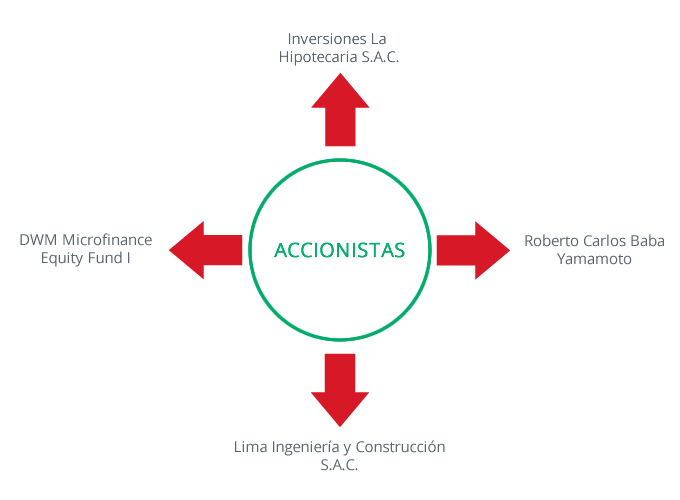 Inversiones La
Hipotecaria S.A.C.
DWM Microfinance
Equity Fund I
ACCIONISTAS
Roberto Carlos Baba
Yamamoto
Lima Ingeniería y Construcción
S.A.C.